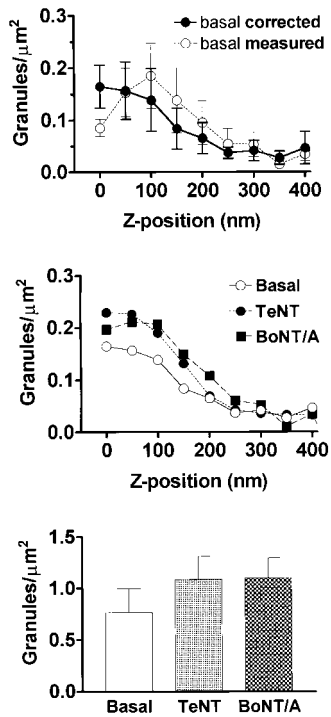 basal corrected
basal measured
Granules/μm2
0.3
0.2
0.1
0.0
0 100 200 300 400
Z-position (nm)
Basal
TeNT
BoNT/A
Granules/μm2
0.3
0.2
0.1
0.0
0 100 200 300 400
Z-position (nm)
Granules/μm2
1.5
1.0
0.5
0.0
Basal TeNT BoNT/A